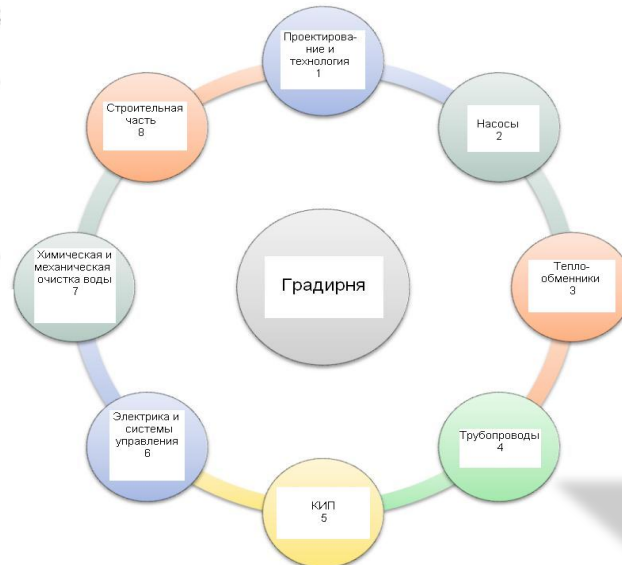 Проектирова-
ние и
технология
1
Насосы
2
Тепло-
обменники
3
Трубопроводы
4
КИП
5
Электрика и
системы
управления
6
Химическая и
механическая
очистка воды
7
Строительная
часть
8
Градирня